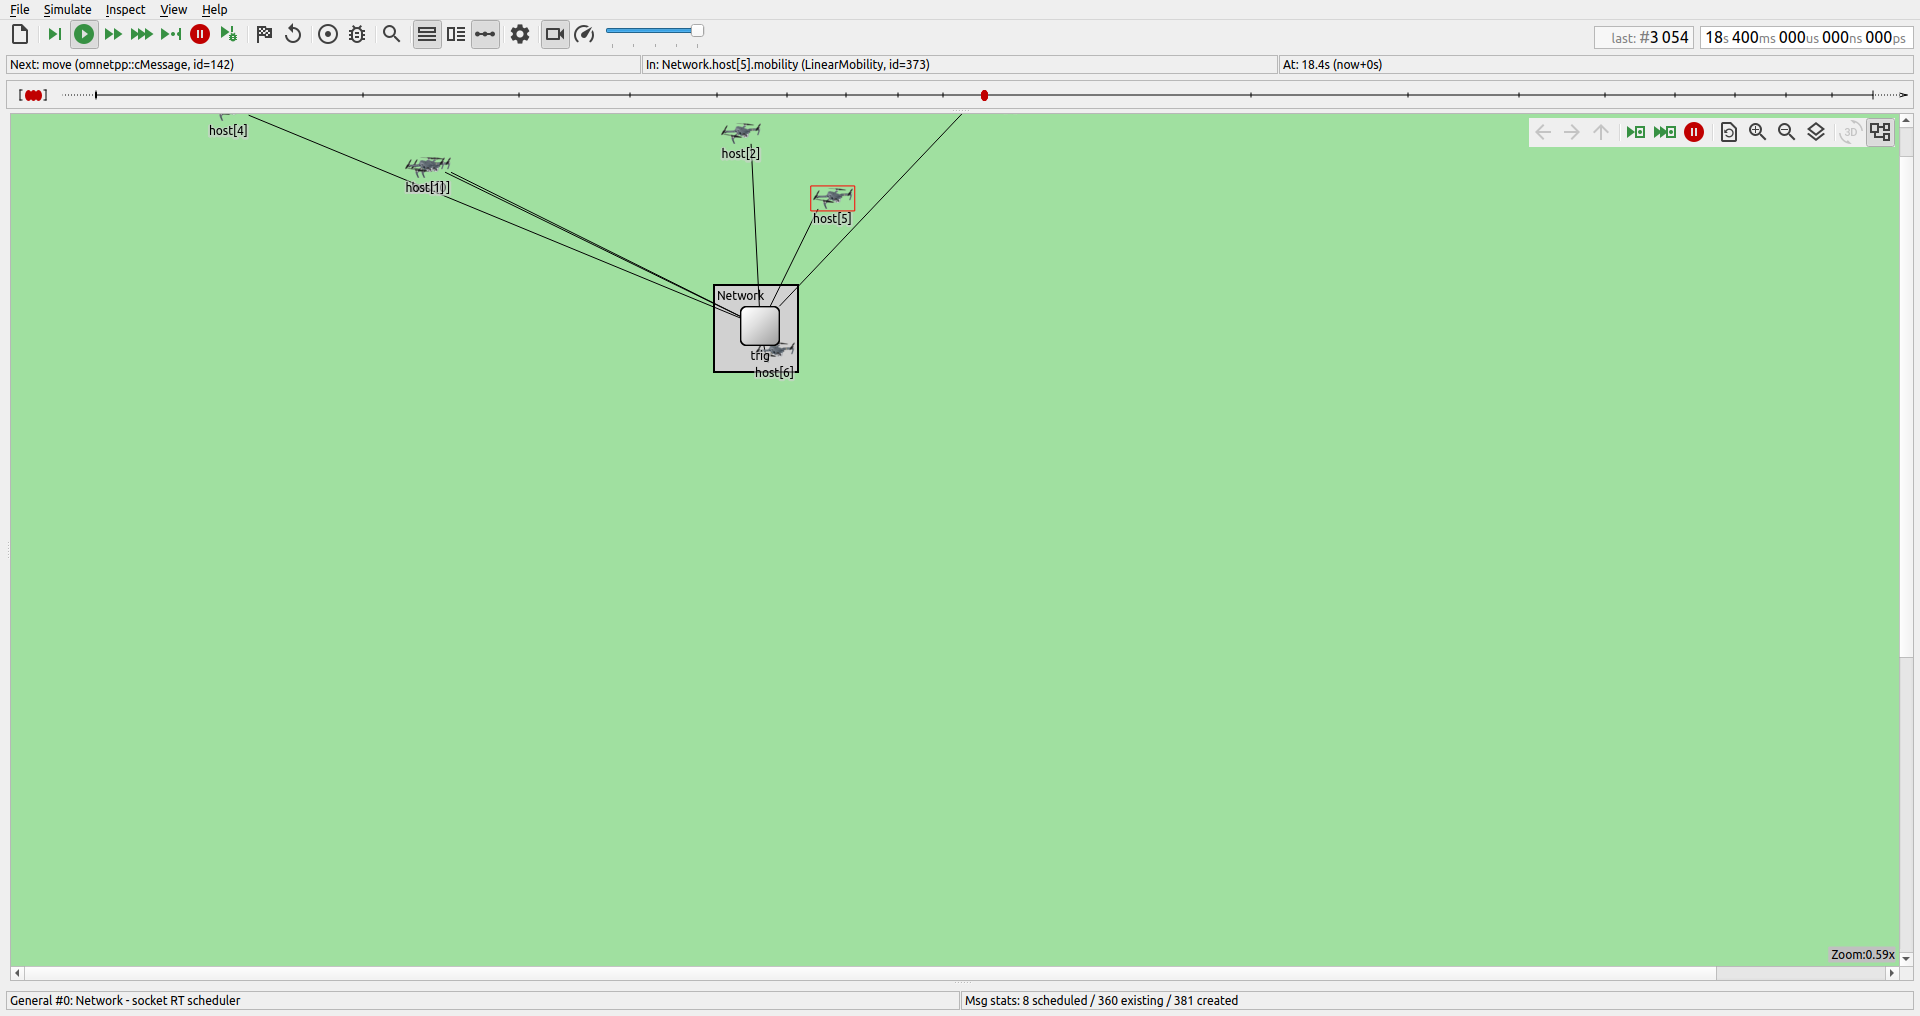 File Simulate Inspect View Help
last: #3 054
18s 400ms 000us 000ns 000ps
Next: move (omnetpp::cMessage, id=142)
In: Network.host[5].mobility (LinearMobility, id=373)
At: 18.4s (now+0s)
host[4]
host[2]
3D
host[1]
host[5]
Network
trig
host[6]
Zoom:0.59x
General #0: Network - socket RT scheduler
Msg stats: 8 scheduled / 360 existing / 381 created